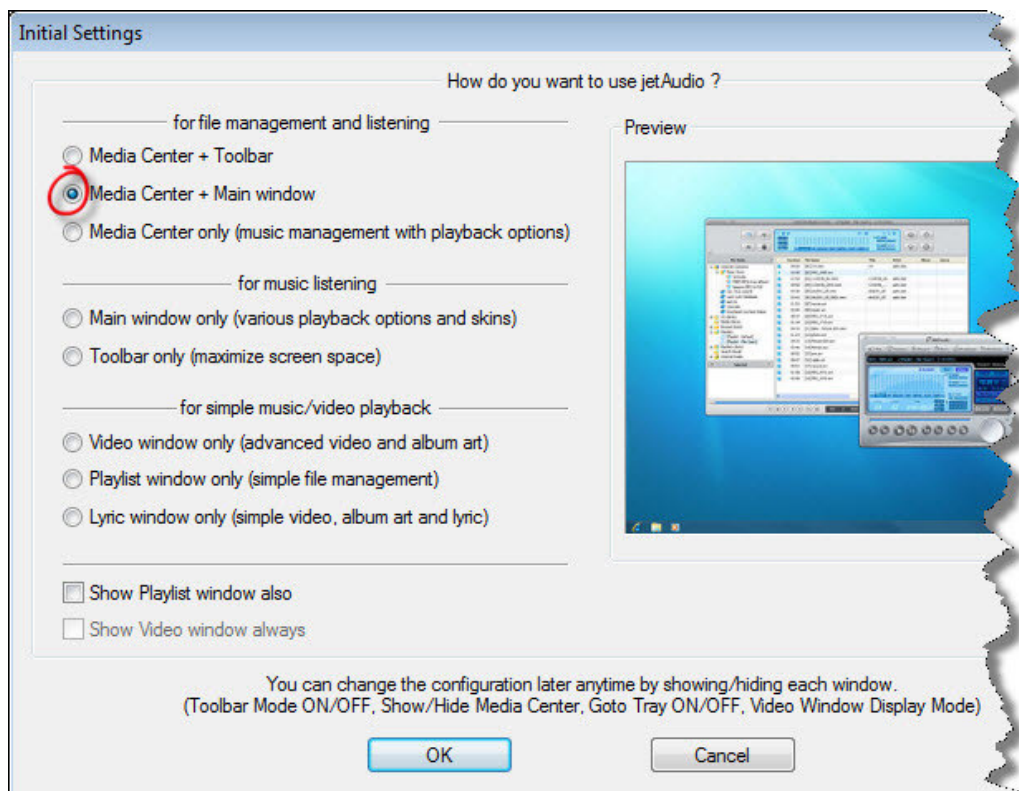 Initial Settings
How do you want to use jetAudio ?
for file management and listening
Media Center + Toolbar
Media Center + Main window
Media Center only (music management with playback options)
for music listening
Main window only (various playback options and skins)
Toolbar only (maximize screen space)
for simple music/video playback
Video window only (advanced video and album art)
Playlist window only (simple file management)
Lyric window only (simple video, album art and lyric)
Show Playlist window also
Show Video window always
Preview
You can change the configuration later anytime by showing/hiding each window.
(Toolbar Mode ON/OFF, Show/Hide Media Center, Goto Tray ON/OFF, Video Window Display Mode)
OK
Cancel